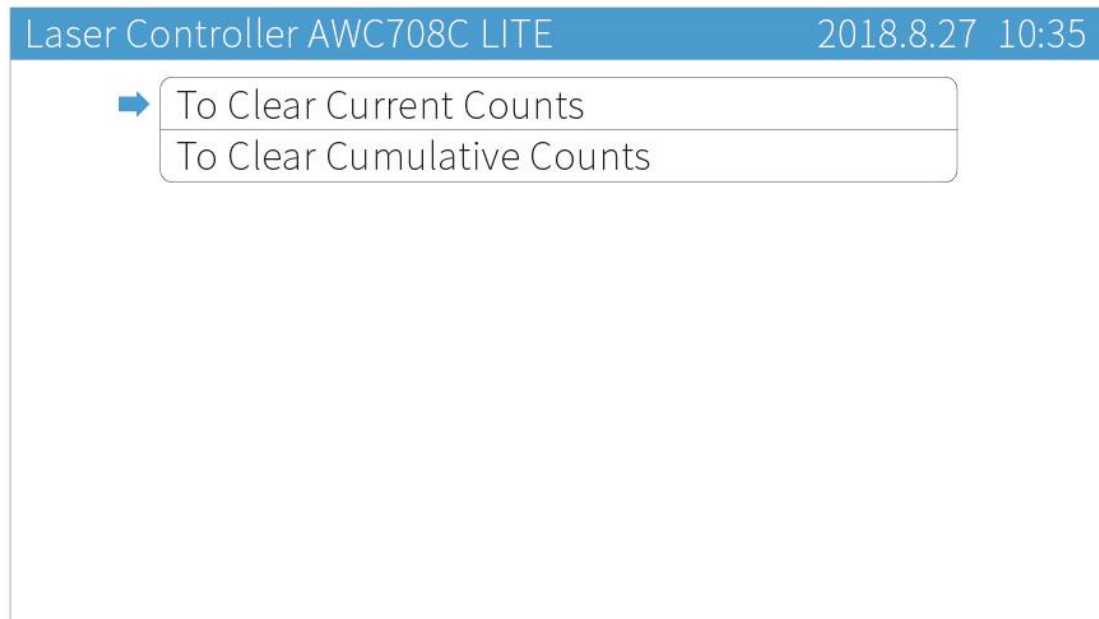 Laser Controller AWC708C LITE 2018.8.27 10:35
To Clear Current Counts
To Clear Cumulative Counts